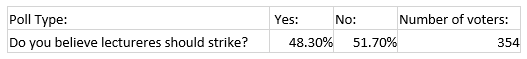 Poll Type: Yes: No: Number of voters:
Do you believe lectureres should strike? 48.30% 51.70% 354